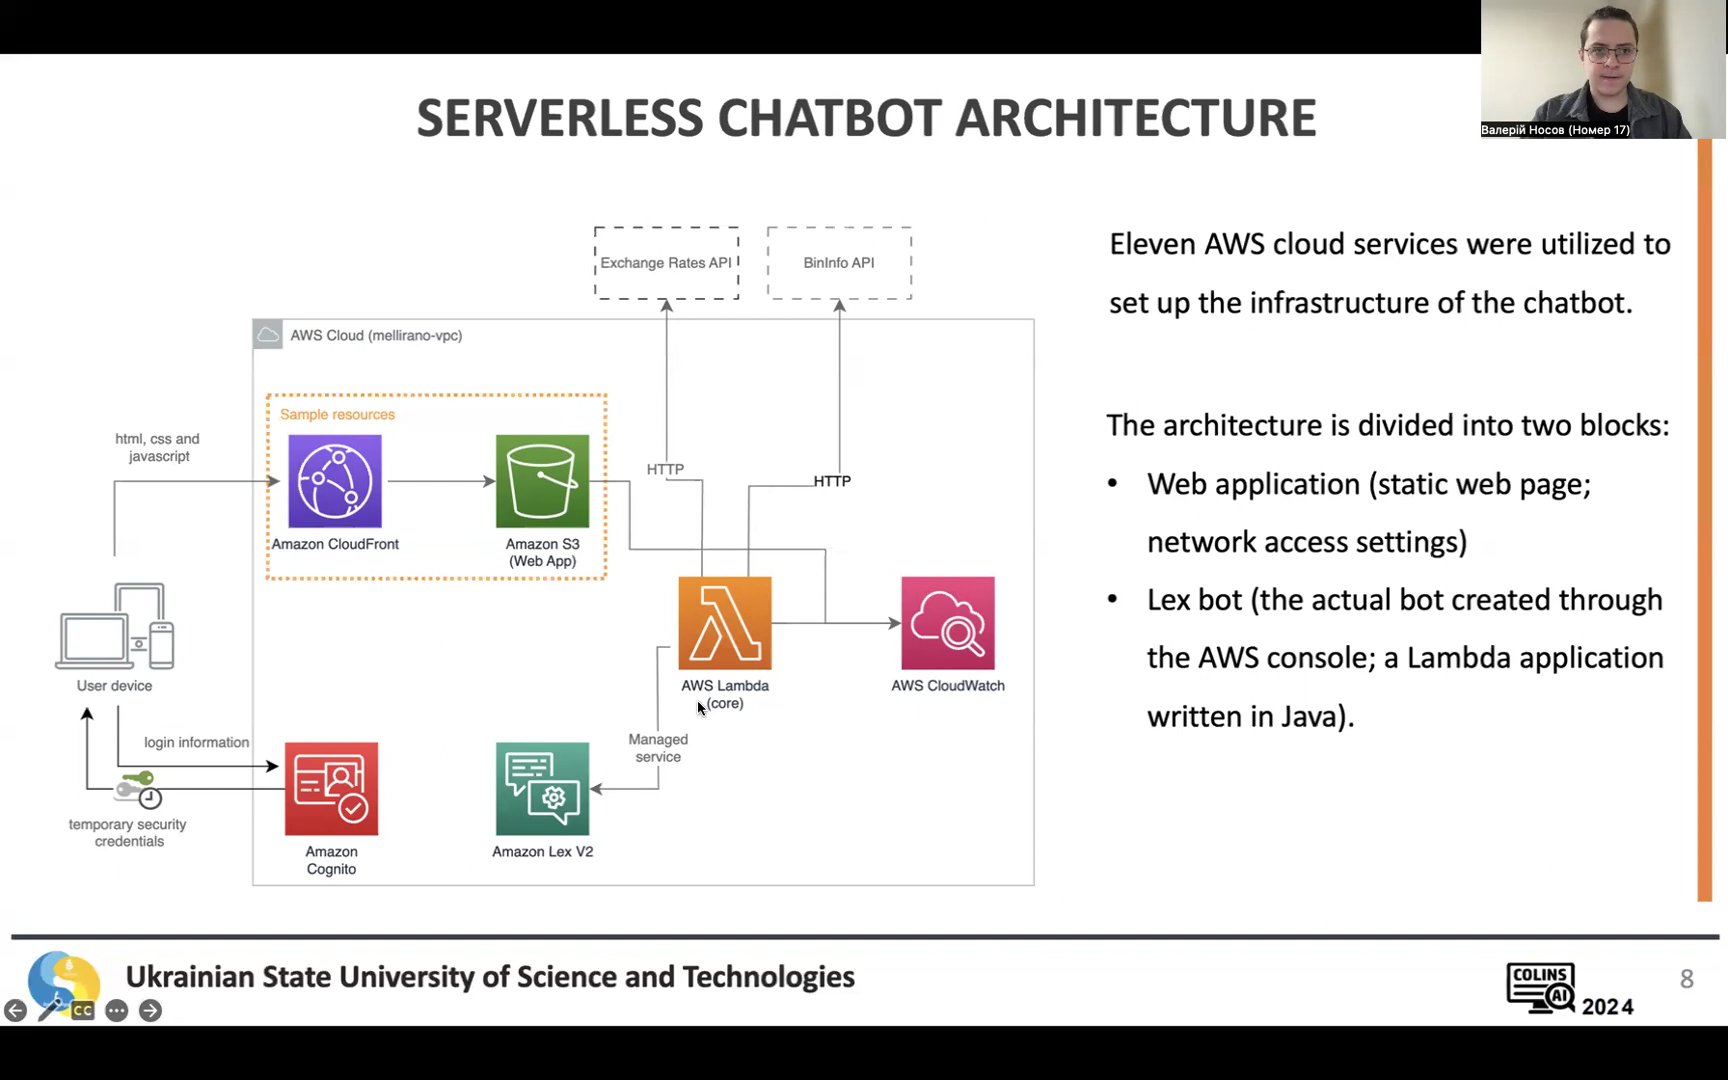 Валерій Носов (Номер 17)
SERVERLESS CHATBOT ARCHITECTURE
Exchange Rates API
BinInfo API
AWS Cloud (mellirano-vpc)
Sample resources
html, css and
javascript
HTTP
HTTP
Amazon CloudFront
Amazon S3
(Web App)
User device
AWS Lambda
(core)
AWS CloudWatch
login information
Managed
service
temporary security
credentials
Amazon
Cognito
Amazon Lex V2
Eleven AWS cloud services were utilized to
set up the infrastructure of the chatbot.
The architecture is divided into two blocks:
• Web application (static web page;
network access settings)
• Lex bot (the actual bot created through
the AWS console; a Lambda application
written in Java).
Ukrainian State University of Science and Technologies
CC
COLINS
AI
2024
8